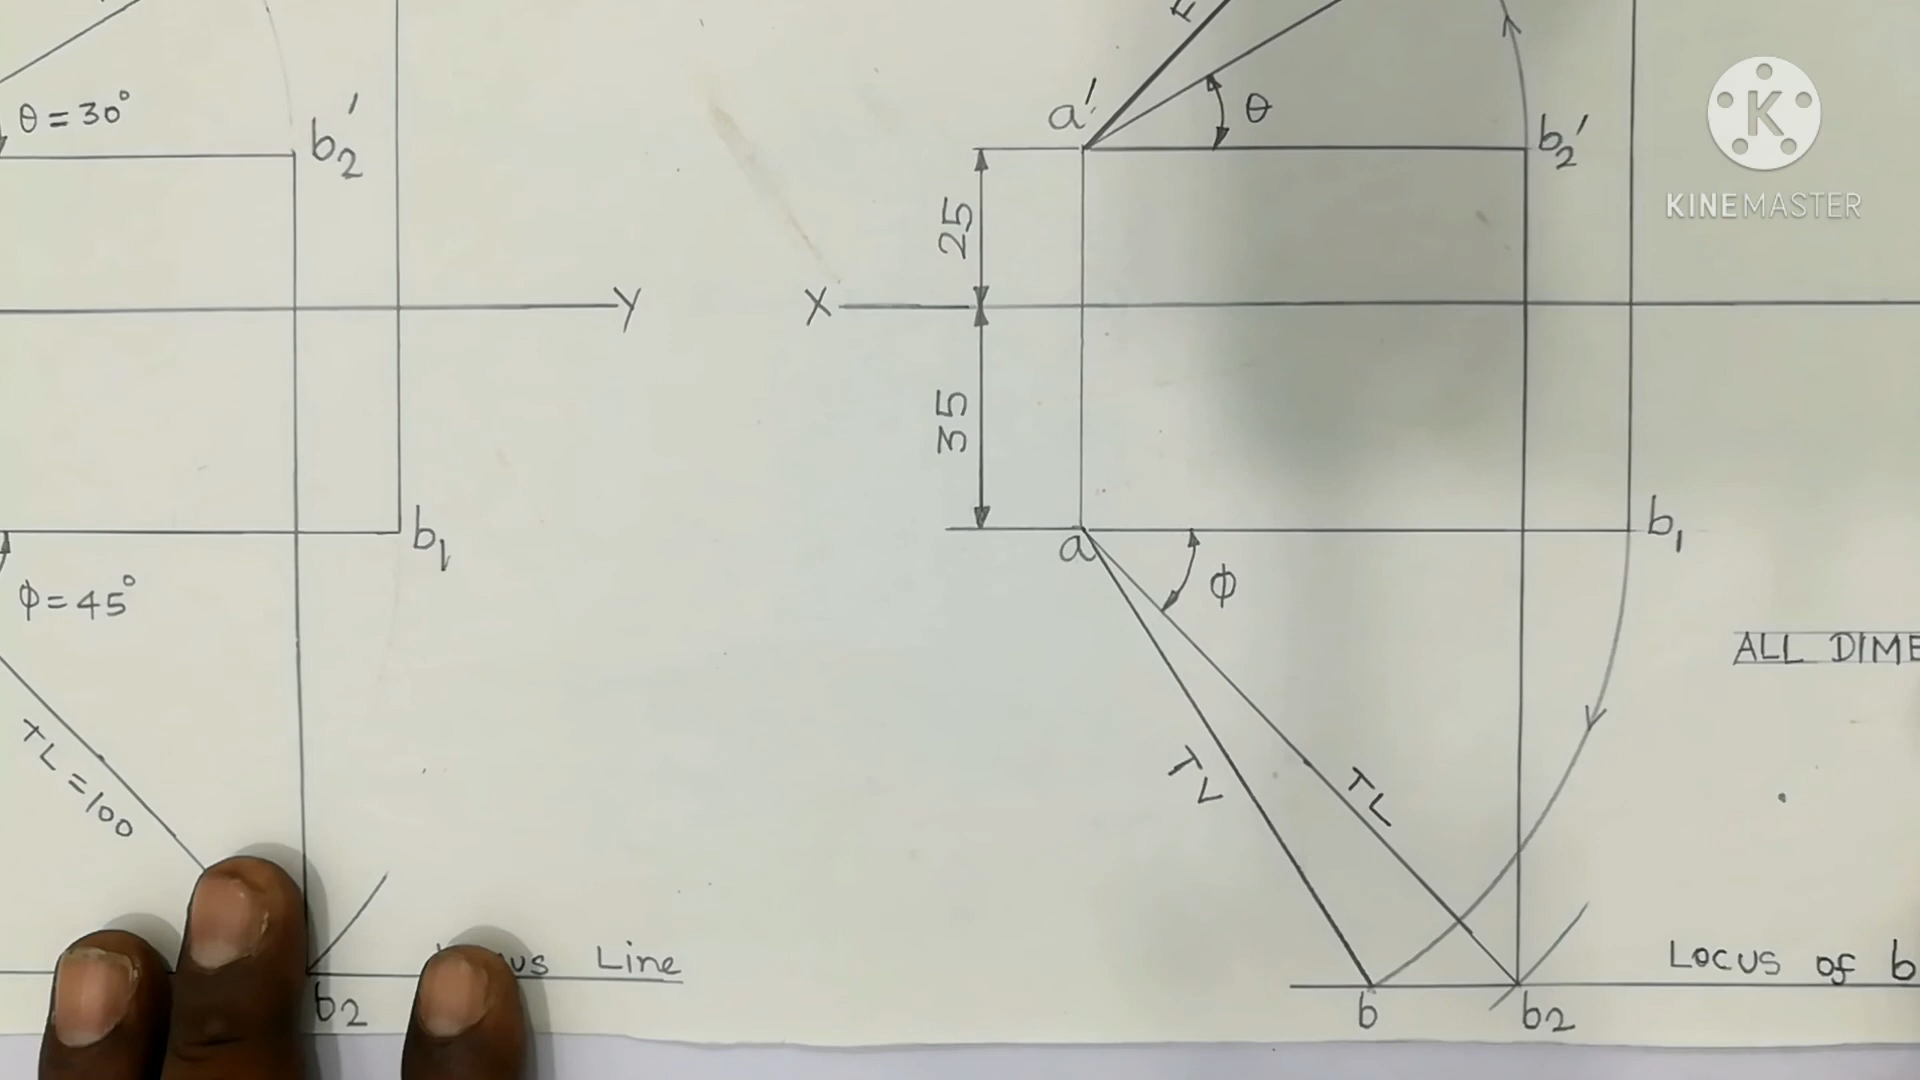 θ = 30°
b2'
Y
b1
ϕ = 45°
TL = 100
Line
b2
a'
θ
b2'
25
X
35
a
b1
ϕ
ALL DIME
TV
TL
Locus of b
b
b2
K
KINEMASTER